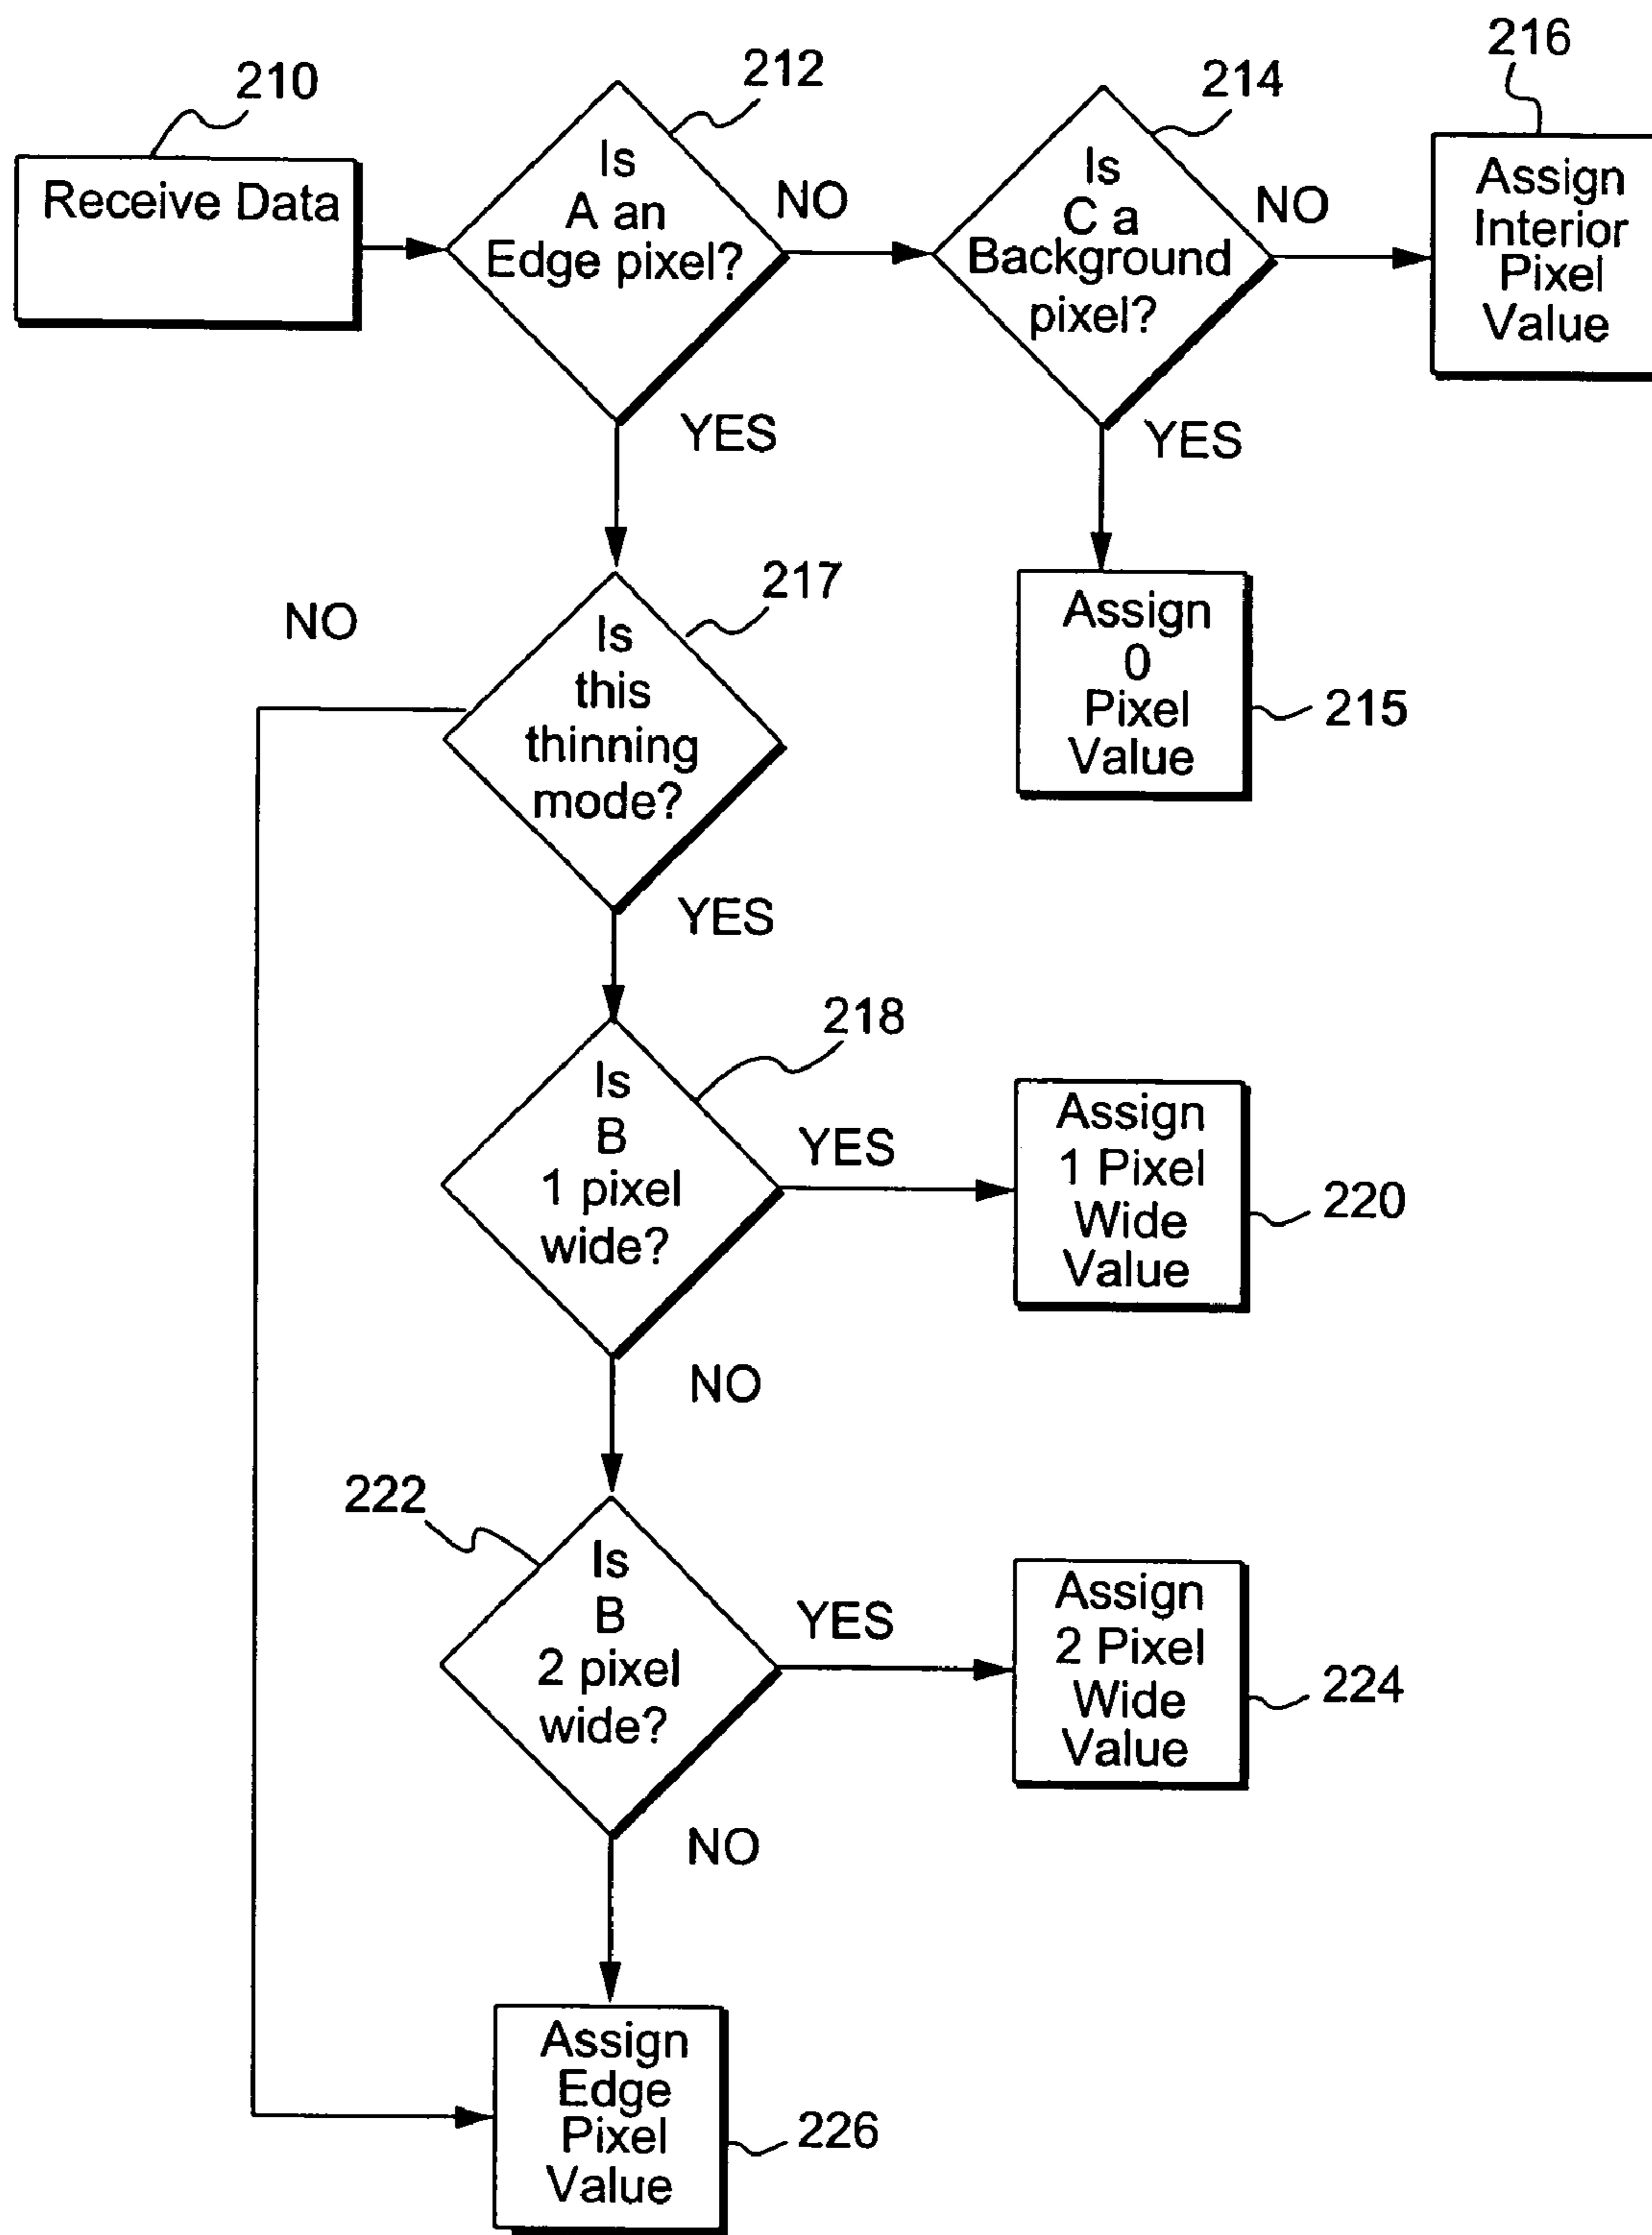 210
Receive Data
212
Is
A an
Edge pixel?
NO
YES
214
Is
C a
Background
pixel?
NO
YES
216
Assign
Interior
Pixel
Value
Assign
0
Pixel
Value
215
217
Is
this
thinning
mode?
NO
YES
218
Is
B
1 pixel
wide?
YES
NO
Assign
1 Pixel
Wide
Value
220
222
Is
B
2 pixel
wide?
YES
NO
Assign
2 Pixel
Wide
Value
224
Assign
Edge
Pixel
Value
226